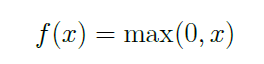 f(x) = max(0, x)